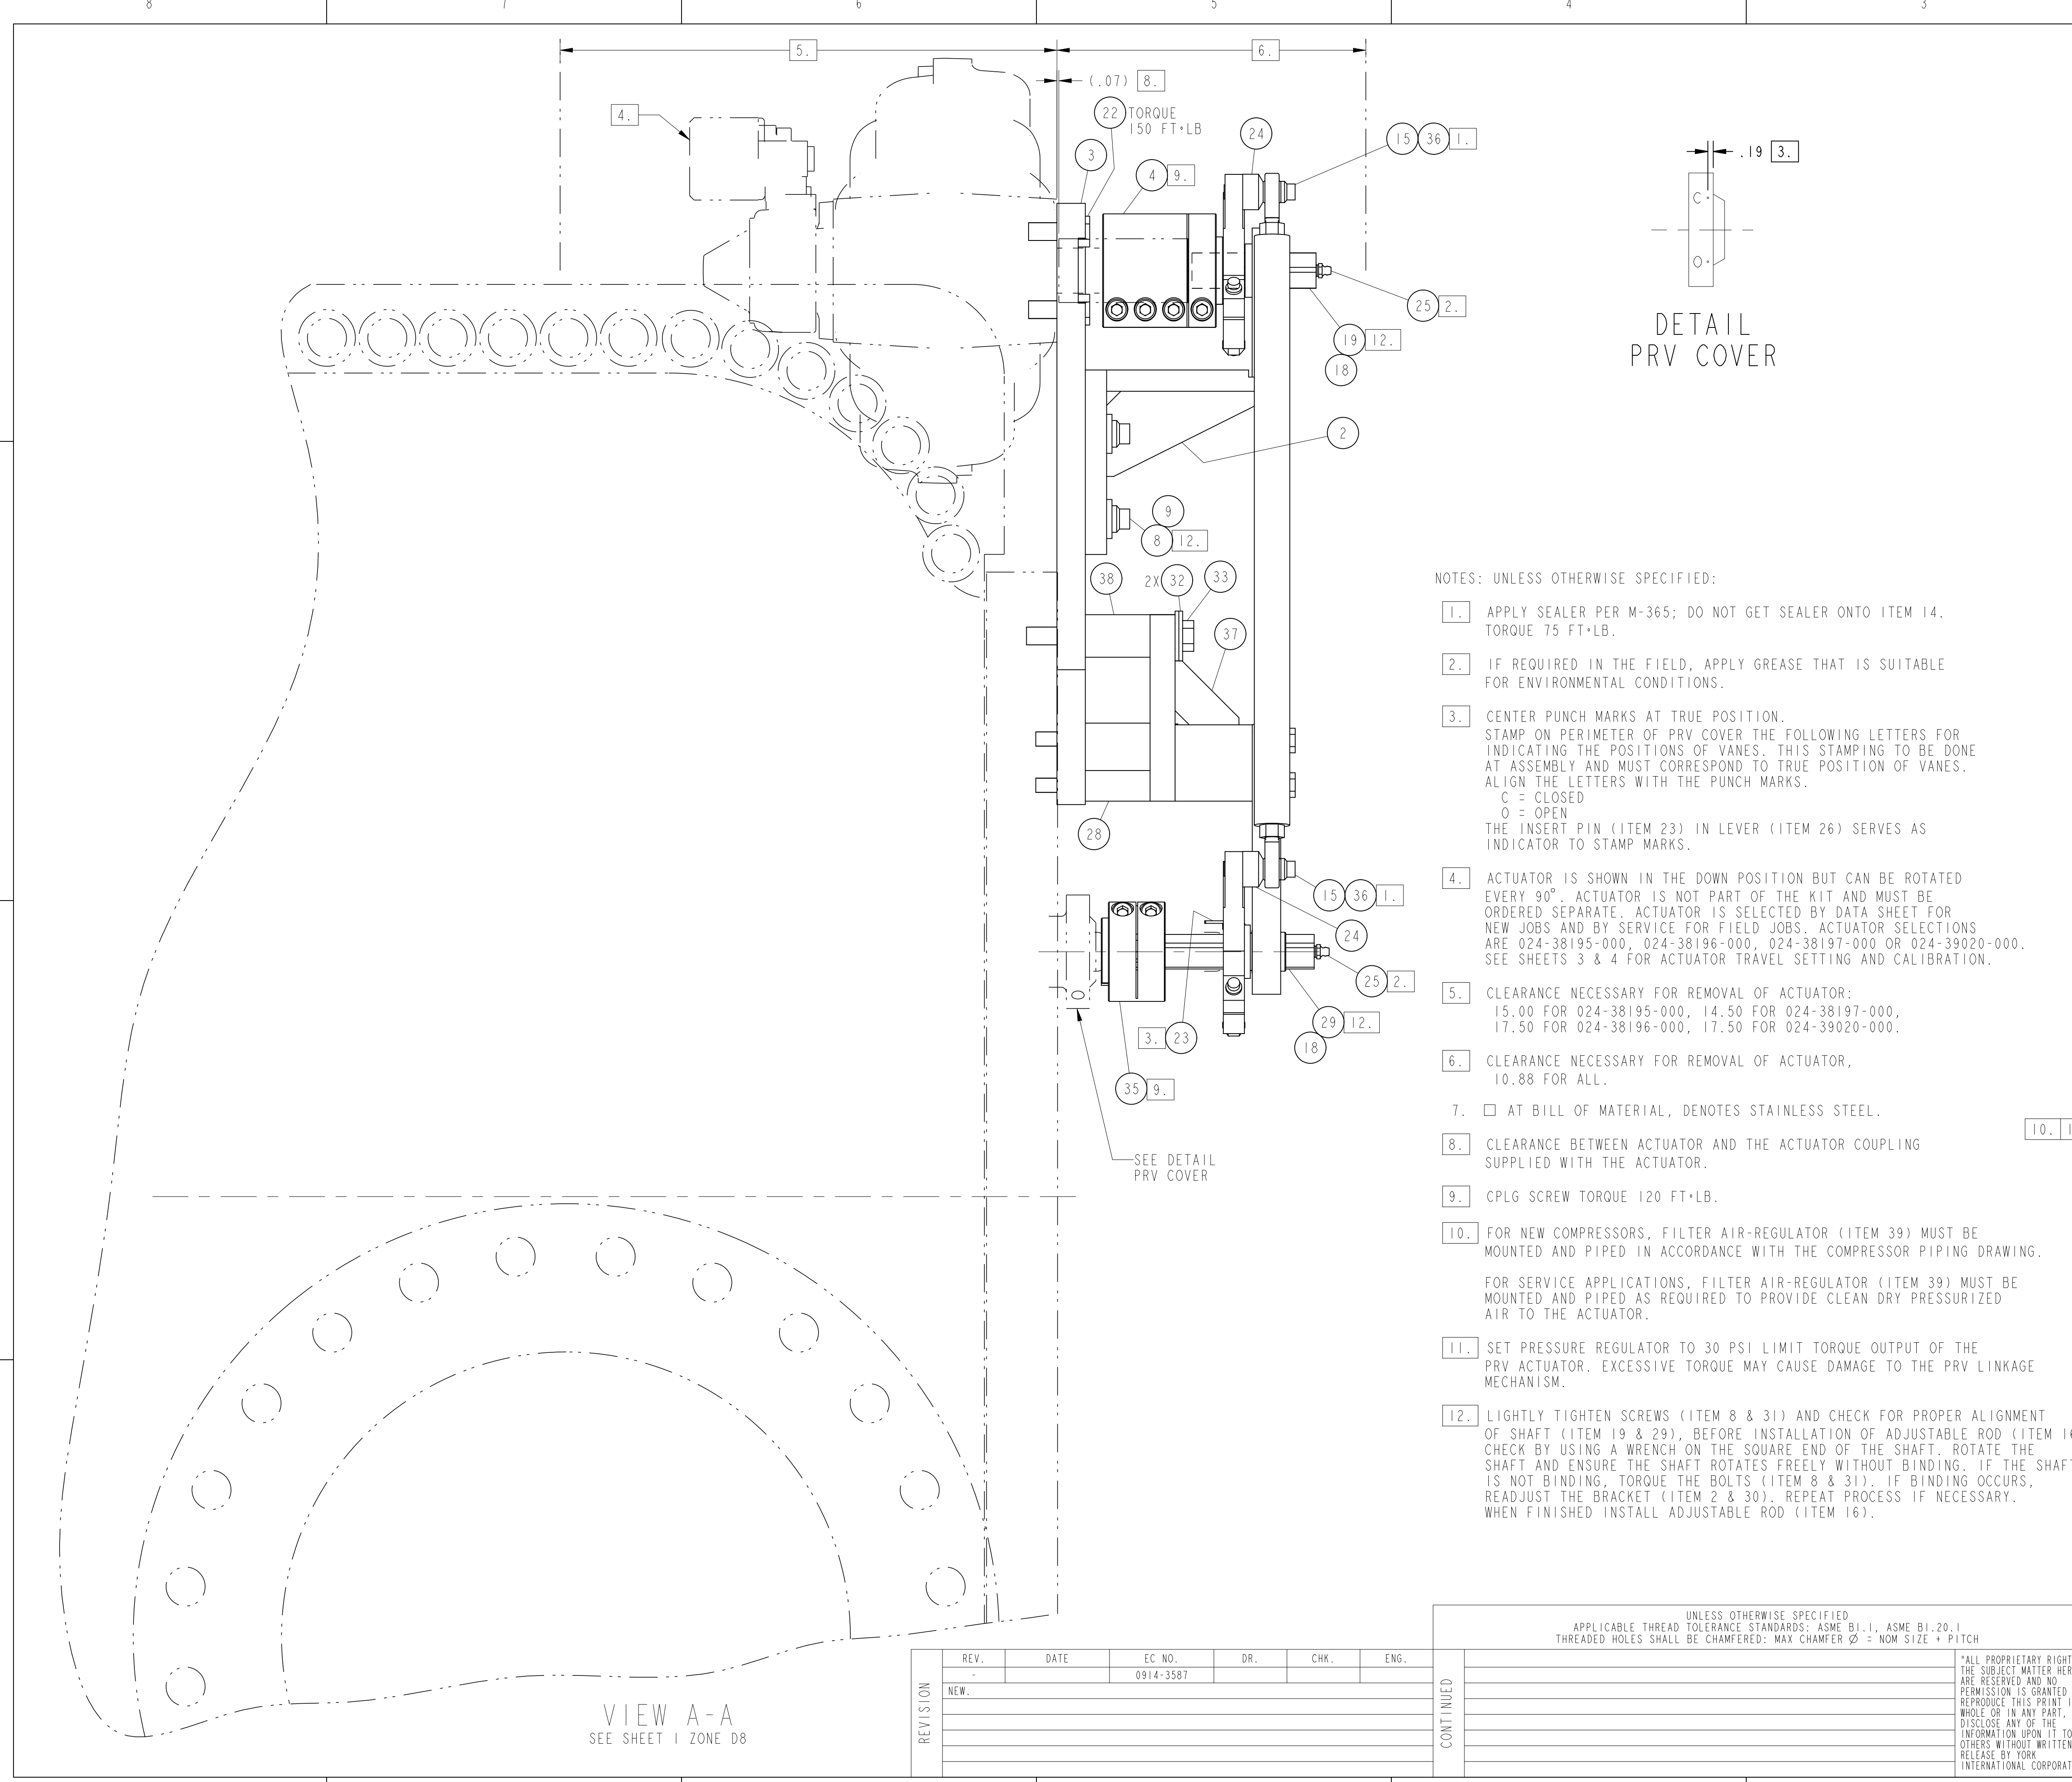 8 7 6 5 4 3
5. 6.
(.07) 8.
4.
22 TORQUE
150 FT•LB
24
15 36 1.
3
4 9.
.19 3.
C
O
DETAIL
PRV COVER
25 2.
19 12.
18
2
9
8 12.
38 2X 32 33
37
28
15 36 1.
24
25 2.
29 12.
18
3. 23
35 9.
SEE DETAIL
PRV COVER
NOTES: UNLESS OTHERWISE SPECIFIED:
1. APPLY SEALER PER M-365; DO NOT GET SEALER ONTO ITEM 14.
TORQUE 75 FT•LB.
2. IF REQUIRED IN THE FIELD, APPLY GREASE THAT IS SUITABLE
FOR ENVIRONMENTAL CONDITIONS.
3. CENTER PUNCH MARKS AT TRUE POSITION.
STAMP ON PERIMETER OF PRV COVER THE FOLLOWING LETTERS FOR
INDICATING THE POSITIONS OF VANES. THIS STAMPING TO BE DONE
AT ASSEMBLY AND MUST CORRESPOND TO TRUE POSITION OF VANES.
ALIGN THE LETTERS WITH THE PUNCH MARKS.
C = CLOSED
O = OPEN
THE INSERT PIN (ITEM 23) IN LEVER (ITEM 26) SERVES AS
INDICATOR TO STAMP MARKS.
4. ACTUATOR IS SHOWN IN THE DOWN POSITION BUT CAN BE ROTATED
EVERY 90°. ACTUATOR IS NOT PART OF THE KIT AND MUST BE
ORDERED SEPARATE. ACTUATOR IS SELECTED BY DATA SHEET FOR
NEW JOBS AND BY SERVICE FOR FIELD JOBS. ACTUATOR SELECTIONS
ARE 024-38195-000, 024-38196-000, 024-38197-000 OR 024-39020-000.
SEE SHEETS 3 & 4 FOR ACTUATOR TRAVEL SETTING AND CALIBRATION.
5. CLEARANCE NECESSARY FOR REMOVAL OF ACTUATOR:
15.00 FOR 024-38195-000, 14.50 FOR 024-38197-000,
17.50 FOR 024-38196-000, 17.50 FOR 024-39020-000.
6. CLEARANCE NECESSARY FOR REMOVAL OF ACTUATOR,
10.88 FOR ALL.
7. □ AT BILL OF MATERIAL, DENOTES STAINLESS STEEL.
10.
8. CLEARANCE BETWEEN ACTUATOR AND THE ACTUATOR COUPLING
SUPPLIED WITH THE ACTUATOR.
9. CPLG SCREW TORQUE 120 FT•LB.
10. FOR NEW COMPRESSORS, FILTER AIR-REGULATOR (ITEM 39) MUST BE
MOUNTED AND PIPED IN ACCORDANCE WITH THE COMPRESSOR PIPING DRAWING.
FOR SERVICE APPLICATIONS, FILTER AIR-REGULATOR (ITEM 39) MUST BE
MOUNTED AND PIPED AS REQUIRED TO PROVIDE CLEAN DRY PRESSURIZED
AIR TO THE ACTUATOR.
11. SET PRESSURE REGULATOR TO 30 PSI LIMIT TORQUE OUTPUT OF THE
PRV ACTUATOR. EXCESSIVE TORQUE MAY CAUSE DAMAGE TO THE PRV LINKAGE
MECHANISM.
12. LIGHTLY TIGHTEN SCREWS (ITEM 8 & 31) AND CHECK FOR PROPER ALIGNMENT
OF SHAFT (ITEM 19 & 29), BEFORE INSTALLATION OF ADJUSTABLE ROD (ITEM 16
CHECK BY USING A WRENCH ON THE SQUARE END OF THE SHAFT. ROTATE THE
SHAFT AND ENSURE THE SHAFT ROTATES FREELY WITHOUT BINDING. IF THE SHAFT
IS NOT BINDING, TORQUE THE BOLTS (ITEM 8 & 31). IF BINDING OCCURS,
READJUST THE BRACKET (ITEM 2 & 30). REPEAT PROCESS IF NECESSARY.
WHEN FINISHED INSTALL ADJUSTABLE ROD (ITEM 16).
VIEW A-A
SEE SHEET 1 ZONE D8
UNLESS OTHERWISE SPECIFIED
APPLICABLE THREAD TOLERANCE STANDARDS: ASME B1.1, ASME B1.20.1
THREADED HOLES SHALL BE CHAMFERED: MAX CHAMFER Ø = NOM SIZE + PITCH
REVISION
REV. DATE EC NO. DR. CHK. ENG.
- 0914-3587
NEW.
CONTINUED
"ALL PROPRIETARY RIGHT
THE SUBJECT MATTER HER
ARE RESERVED AND NO
PERMISSION IS GRANTED
REPRODUCE THIS PRINT I
WHOLE OR IN ANY PART,
DISCLOSE ANY OF THE
INFORMATION UPON IT TO
OTHERS WITHOUT WRITTEN
RELEASE BY YORK
INTERNATIONAL CORPORAT